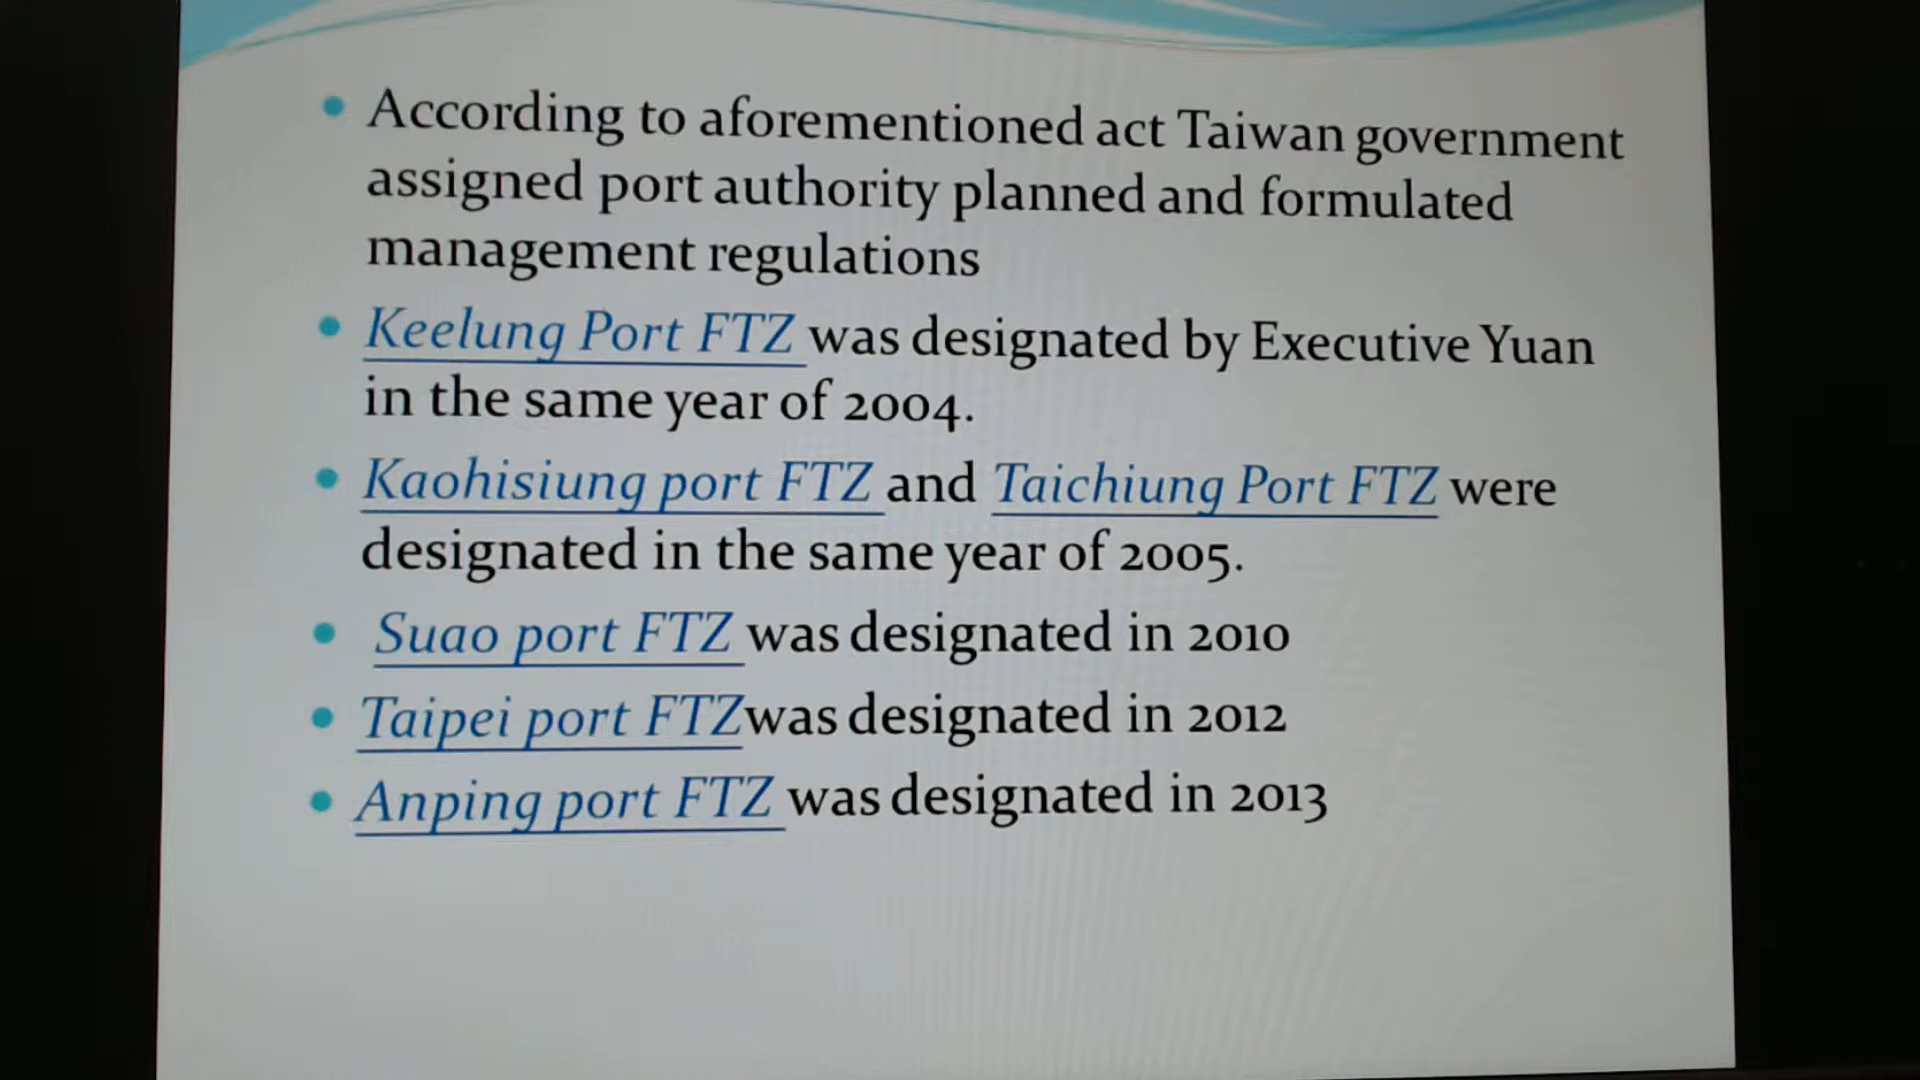 According to aforementioned act Taiwan government
assigned port authority planned and formulated
management regulations
Keelung Port FTZ was designated by Executive Yuan
in the same year of 2004.
Kaohisiung port FTZ and Taichiung Port FTZ were
designated in the same year of 2005.
Suao port FTZ was designated in 2010
Taipei port FTZwas designated in 2012
Anping port FTZ was designated in 2013